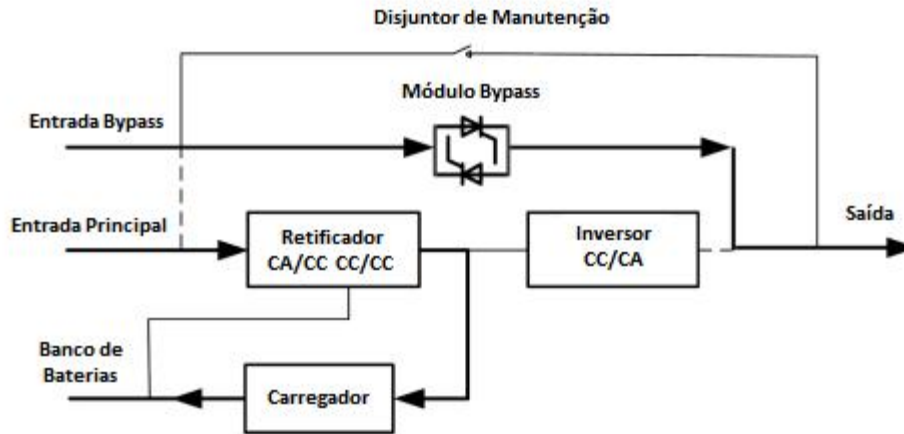 Disjuntor de Manutenção
Módulo Bypass
Entrada Bypass
Entrada Principal
Retificador
CA/CC CC/CC
Inversor
CC/CA
Saída
Banco de
Baterias
Carregador